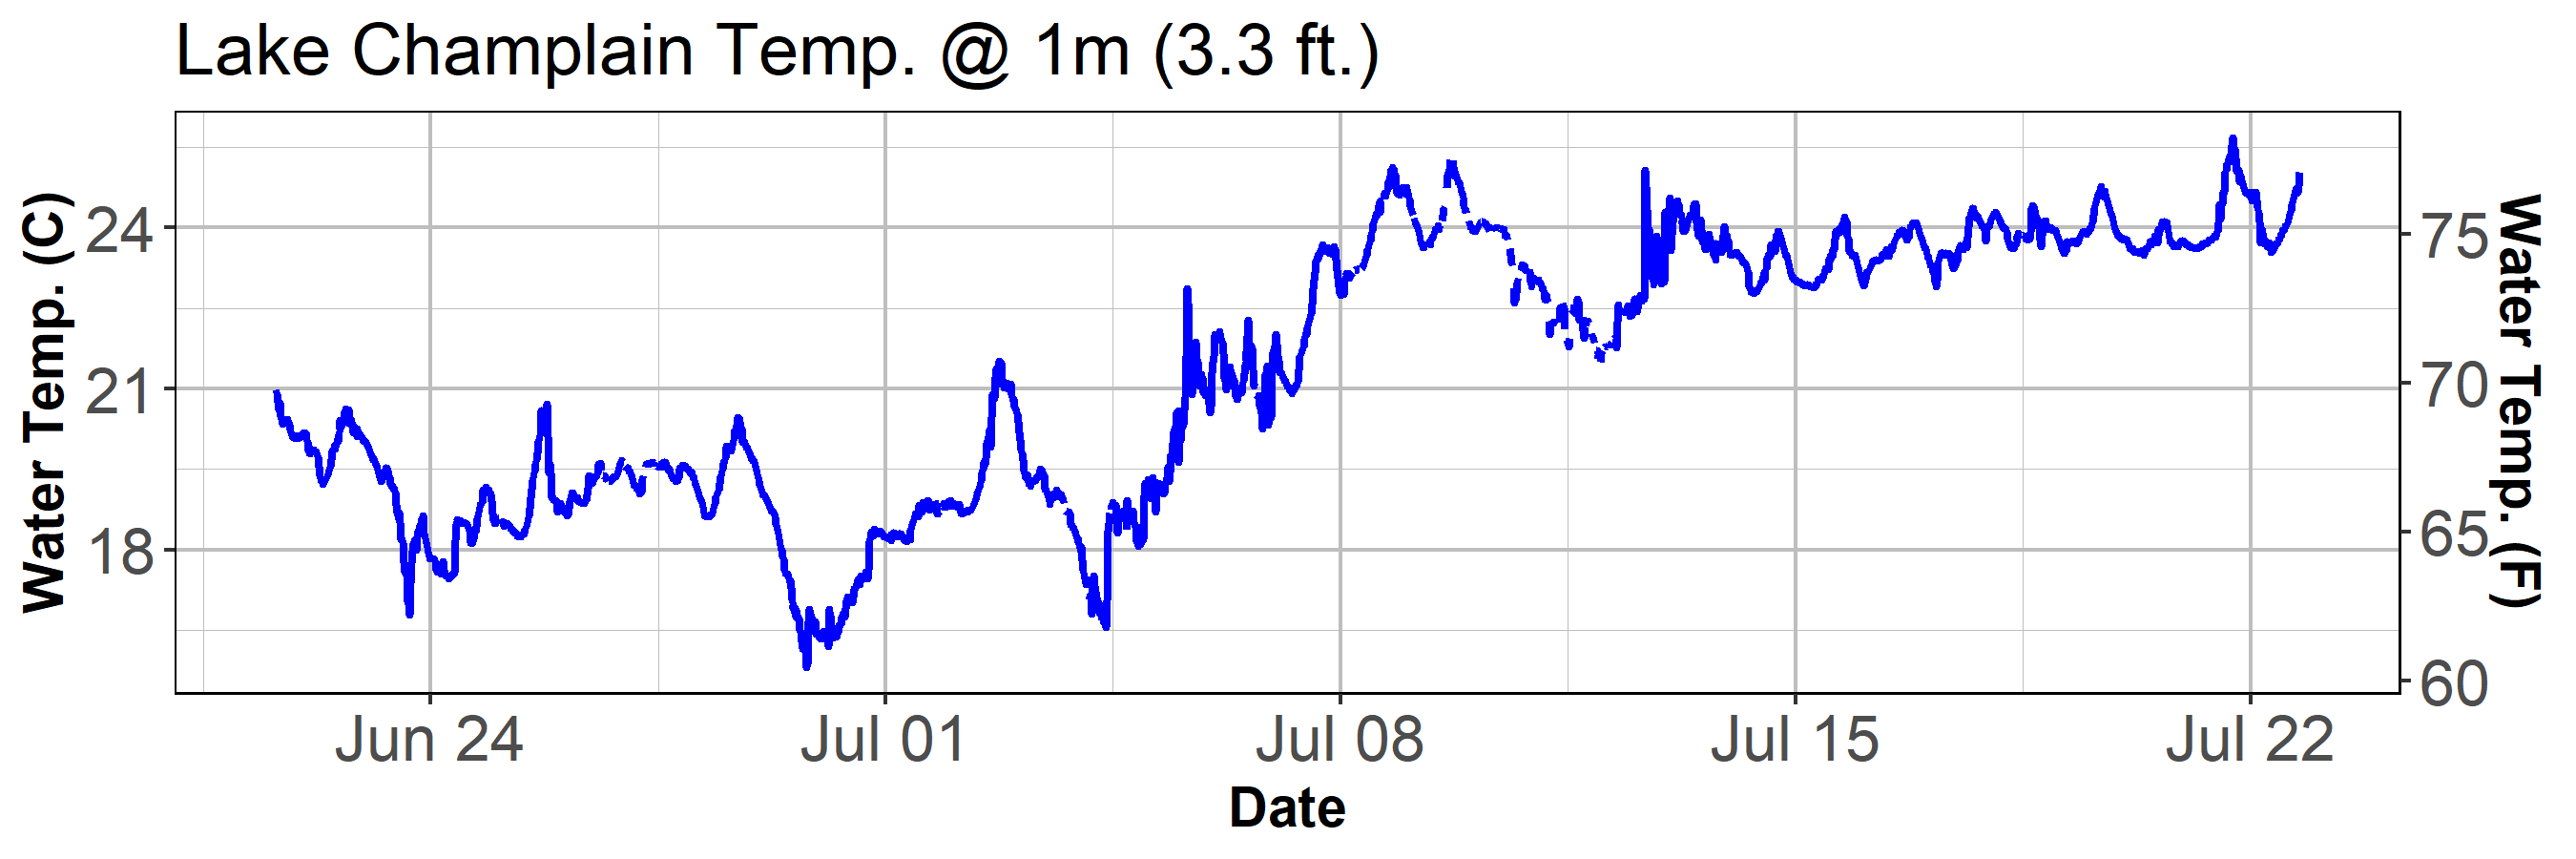 Lake Champlain Temp. @ 1m (3.3 ft.)
Water Temp. (C)
24
21
18
75
70
65
60
Water Temp. (F)
Jun 24
Jul 01
Jul 08
Jul 15
Jul 22
Date